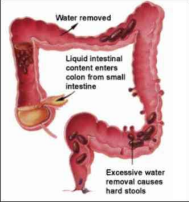 Water removed
Liquid intestinal
content enters
colon from small
intestine
Excessive water
removal causes
hard stools